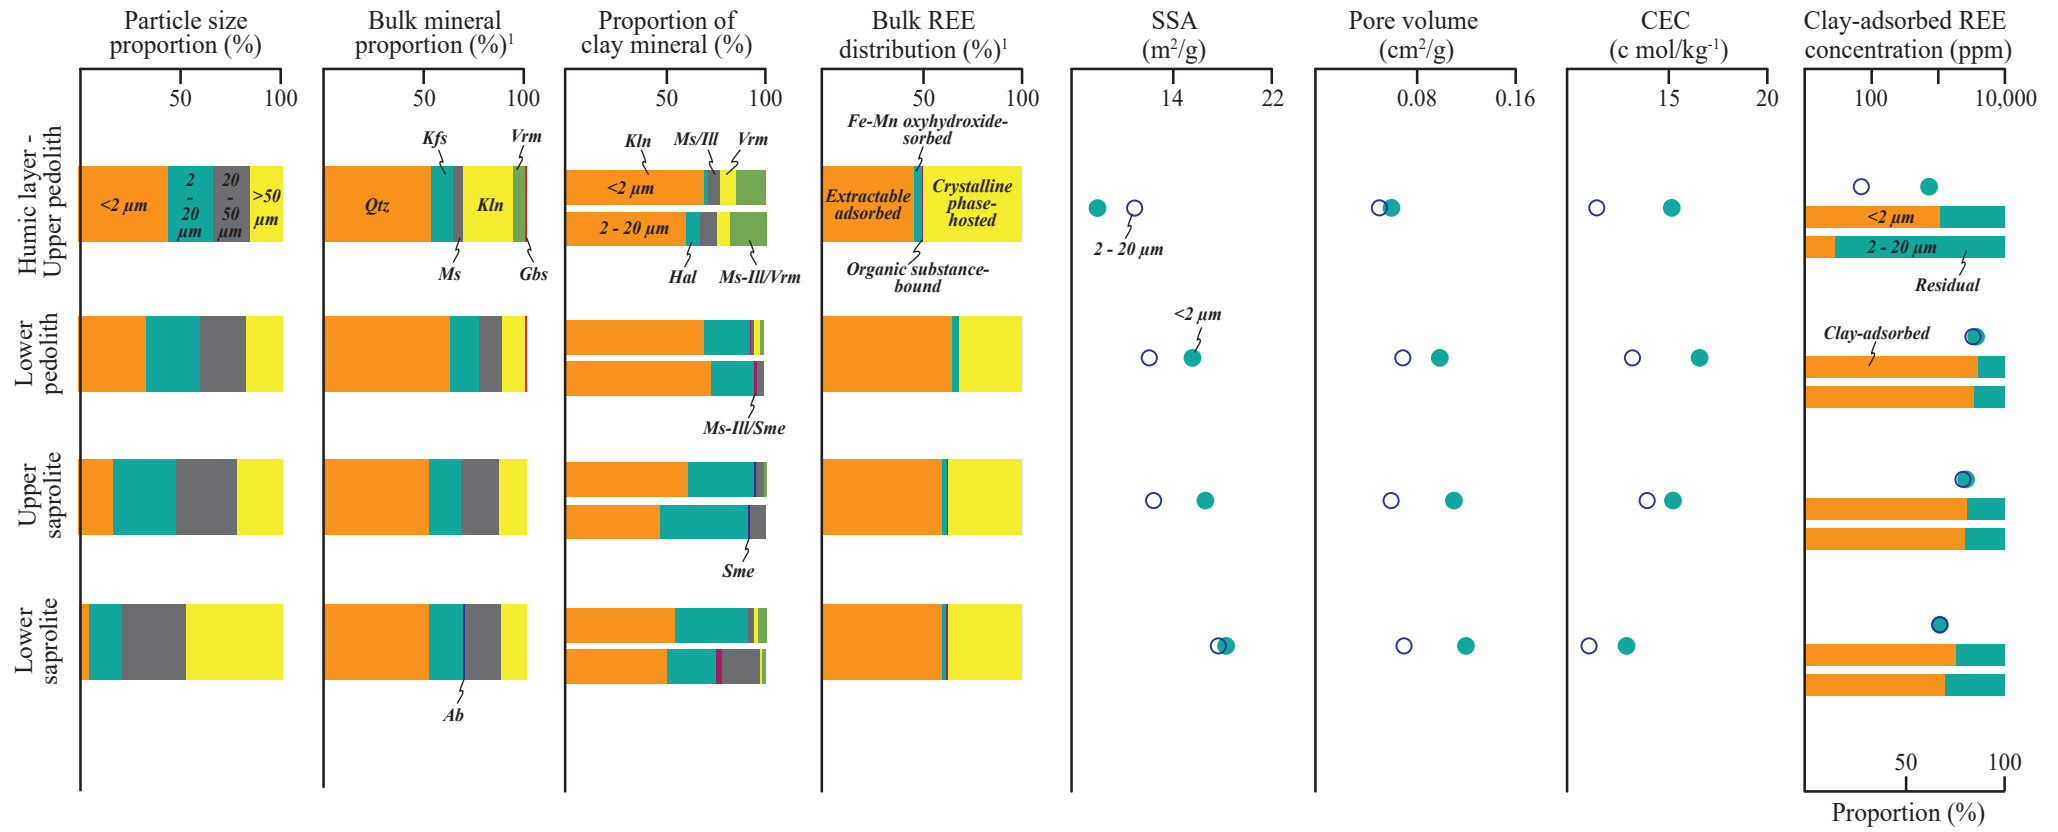 Particle size
proportion (%)
Bulk mineral
proportion (%)1
Proportion of
clay mineral (%)
Bulk REE
distribution (%)1
SSA
(m2/g)
Pore volume
(cm2/g)
CEC
(c mol/kg-1)
Clay-adsorbed REE
concentration (ppm)
50 100
50 100
50 100
50 100
14 22
0.08 0.16
15 20
100 10,000
Humic layer -
Upper pedolith
<2 μm
2
-
20
μm
20
-
50
μm
>50
μm
Kfs
Vrm
Qtz
Kln
Ms
Gbs
Kln
Ms/Ill
Vrm
<2 μm
2 - 20 μm
Hal
Ms-Ill/Vrm
Fe-Mn oxyhydroxide-
sorbed
Extractable
adsorbed
Crystalline
phase-
hosted
Organic substance-
bound
2 - 20 μm
<2 μm
2 - 20 μm
Residual
Lower
pedolith
Ms-Ill/Sme
<2 μm
Clay-adsorbed
Upper
saprolite
Sme
Lower
saprolite
Ab
50 100
Proportion (%)